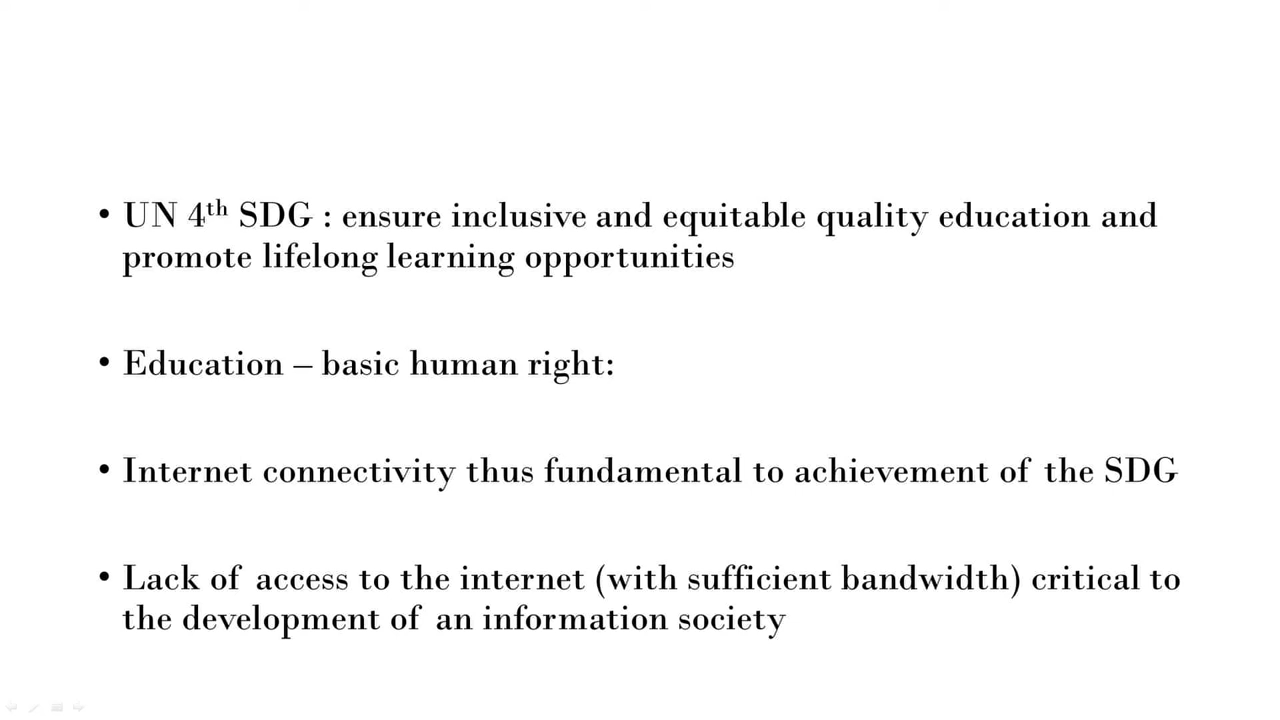 • UN 4th SDG : ensure inclusive and equitable quality education and
promote lifelong learning opportunities
• Education – basic human right:
• Internet connectivity thus fundamental to achievement of the SDG
• Lack of access to the internet (with sufficient bandwidth) critical to
the development of an information society